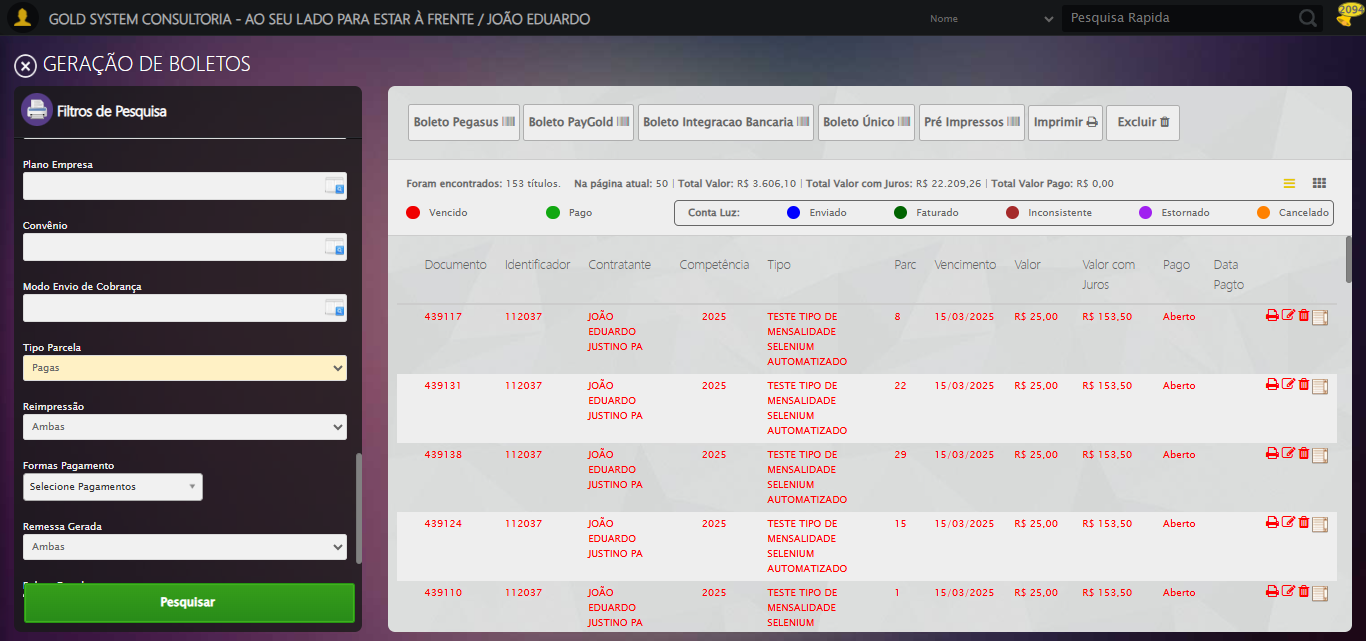 GOLD SYSTEM CONSULTORIA - AO SEU LADO PARA ESTAR À FRENTE / JOÃO EDUARDO
Nome
Pesquisa Rapida
2094
GERAÇÃO DE BOLETOS
Filtros de Pesquisa
Plano Empresa
Convênio
Modo Envio de Cobrança
Tipo Parcela
Pagas
Reimpressão
Ambas
Formas Pagamento
Selecione Pagamentos
Remessa Gerada
Ambas
Pesquisar
Boleto Pegasus
Boleto PayGold
Boleto Integracao Bancaria
Boleto Único
Pré Impressos
Imprimir
Excluir
Foram encontrados: 153 títulos. Na página atual: 50 | Total Valor: R$ 3.606,10 | Total Valor com Juros: R$ 22.209,26 | Total Valor Pago: R$ 0,00
Vencido
Pago
Conta Luz:
Enviado
Faturado
Inconsistente
Estornado
Cancelado
Documento Identificador Contratante Competência Tipo Parc Vencimento Valor Valor com Pago Data
Juros Pagto
439117 112037 JOÃO 2025 TESTE TIPO DE 8 15/03/2025 R$ 25,00 R$ 153,50 Aberto
EDUARDO MENSALIDADE
JUSTINO PA SELENIUM
AUTOMATIZADO
439131 112037 JOÃO 2025 TESTE TIPO DE 22 15/03/2025 R$ 25,00 R$ 153,50 Aberto
EDUARDO MENSALIDADE
JUSTINO PA SELENIUM
AUTOMATIZADO
439138 112037 JOÃO 2025 TESTE TIPO DE 29 15/03/2025 R$ 25,00 R$ 153,50 Aberto
EDUARDO MENSALIDADE
JUSTINO PA SELENIUM
AUTOMATIZADO
439124 112037 JOÃO 2025 TESTE TIPO DE 15 15/03/2025 R$ 25,00 R$ 153,50 Aberto
EDUARDO MENSALIDADE
JUSTINO PA SELENIUM
AUTOMATIZADO
439110 112037 JOÃO 2025 TESTE TIPO DE 1 15/03/2025 R$ 25,00 R$ 153,50 Aberto
EDUARDO MENSALIDADE
JUSTINO PA SELENIUM